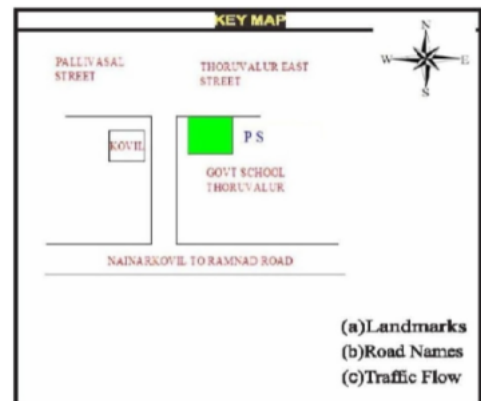 KEY MAP
N
W
E
S
PALLIVASAL
STREET
THORUVALUR EAST
STREET
KOVIL
P S
GOVT SCHOOL
THORUVALUR
NAINARKOVIL TO RAMNAD ROAD
(a)Landmarks
(b)Road Names
(c)Traffic Flow